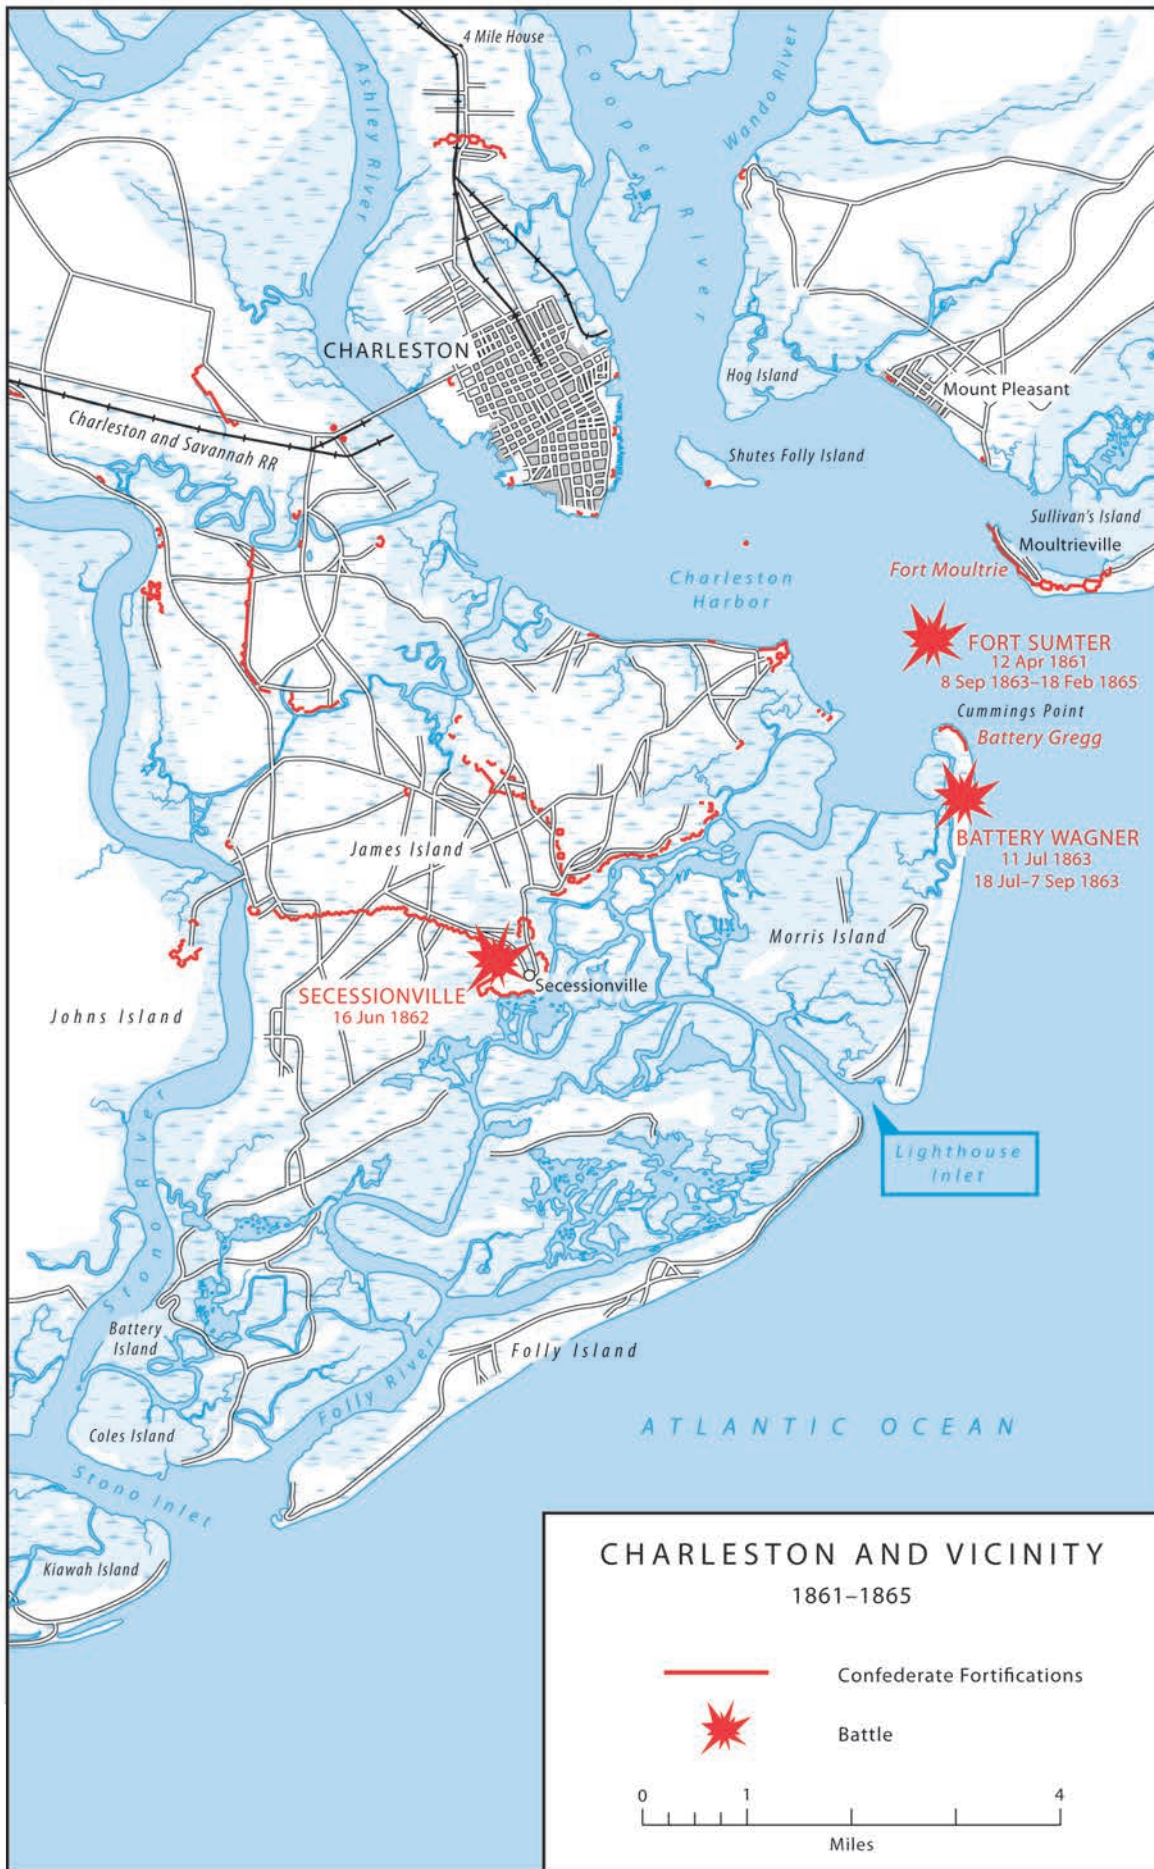 4 Mile House
Ashley River
Cooper River
Wando River
CHARLESTON
Hog Island
Mount Pleasant
Charleston and Savannah RR
Shutes Folly Island
Sullivan's Island
Moultrieville
Fort Moultrie
Charleston
Harbor
FORT SUMTER
12 Apr 1861
8 Sep 1863–18 Feb 1865
Cummings Point
Battery Gregg
BATTERY WAGNER
11 Jul 1863
18 Jul–7 Sep 1863
James Island
Morris Island
SECESSIONVILLE
16 Jun 1862
Secessionville
Johns Island
Stono River
Lighthouse
Inlet
Battery
Island
Folly Island
Folly River
Coles Island
ATLANTIC OCEAN
Stono Inlet
Kiawah Island
CHARLESTON AND VICINITY
1861–1865
Confederate Fortifications
Battle
0 1 4
Miles